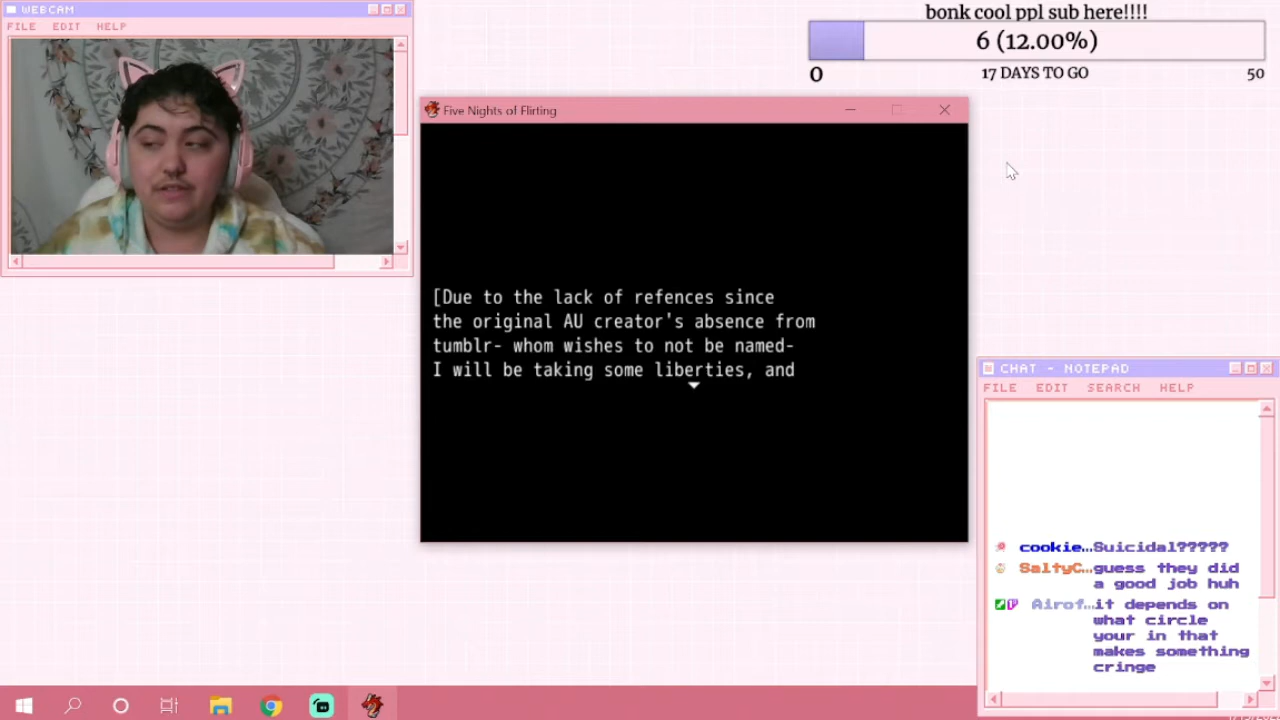 WEBCAM
FILE EDIT HELP
bonk cool ppl sub here!!!!
6 (12.00%)
0 17 DAYS TO GO 50
Five Nights of Flirting
[Due to the lack of refences since
the original AU creator's absence from
tumblr- whom wishes to not be named-
I will be taking some liberties, and
CHAT - NOTEPAD
FILE EDIT SEARCH HELP
cookie…Suicidal?????
SaltyC…guess they did
a good job huh
Airof…it depends on
what circle
your in that
makes something
cringe